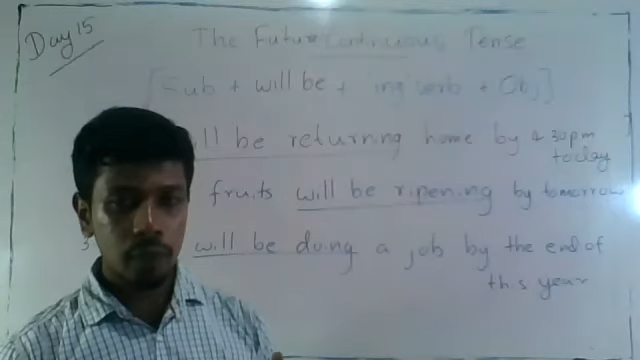 Day 15
The Future Continuous Tense
[Sub + will be + 'ing' verb + Obj]
will be returning home by 4 30pm
today
fruits will be ripening by tomorrow
3
will be doing a job by the end of
this year